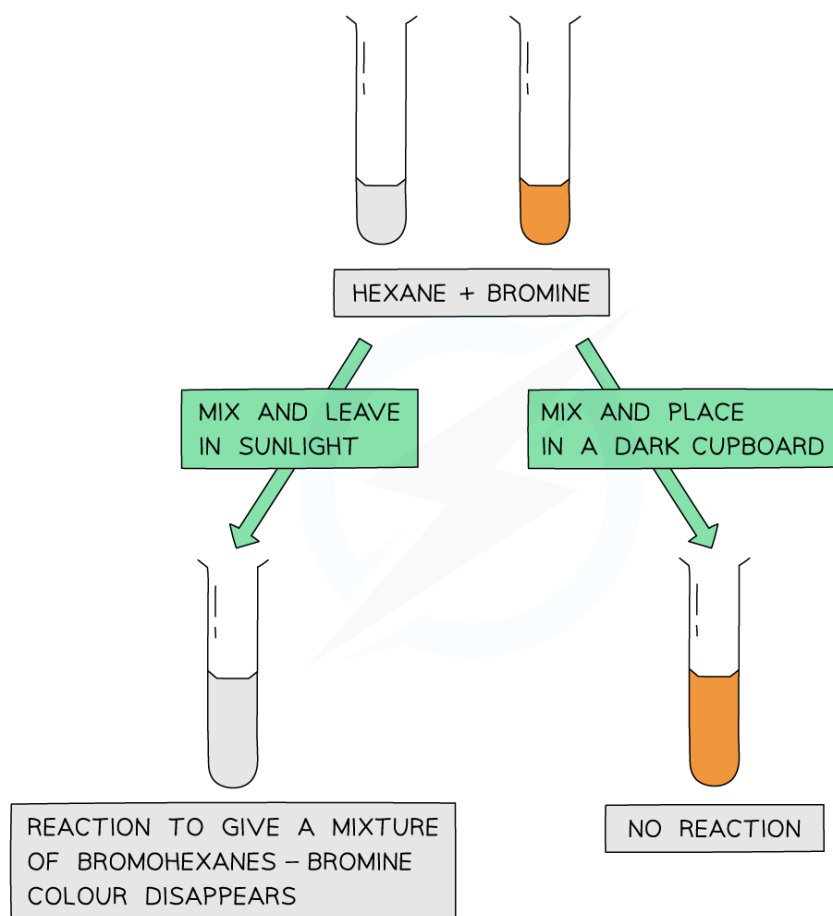 HEXANE + BROMINE
MIX AND LEAVE
IN SUNLIGHT
MIX AND PLACE
IN A DARK CUPBOARD
REACTION TO GIVE A MIXTURE
OF BROMOHEXANES – BROMINE
COLOUR DISAPPEARS
NO REACTION